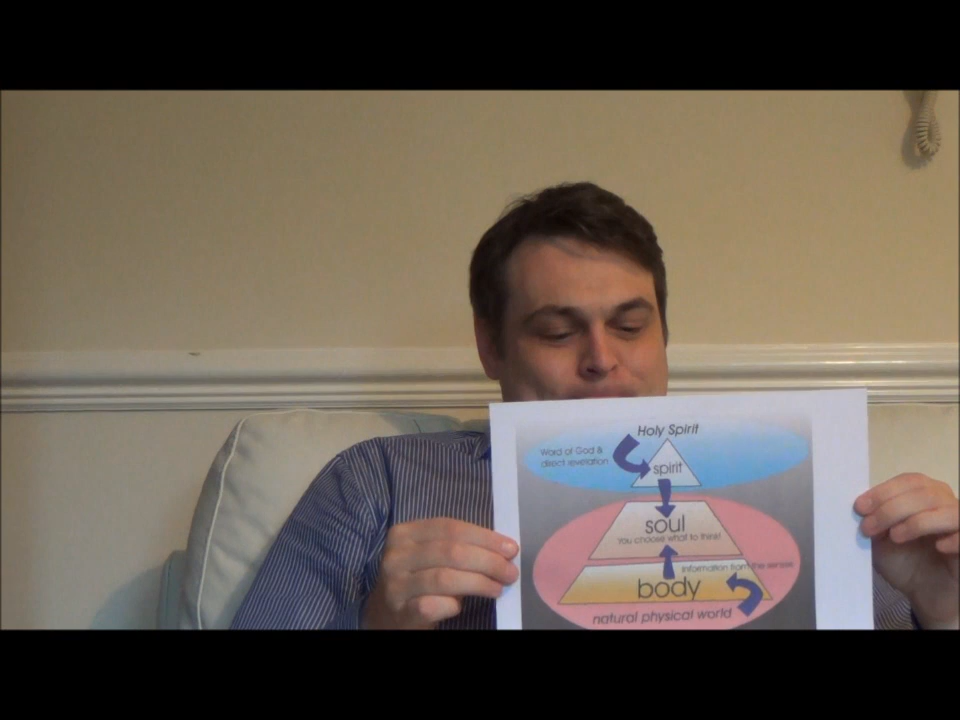 Holy Spirit
Word of God &
direct revelation
spirit
soul
You choose what to think!
information from the senses
body
natural physical world